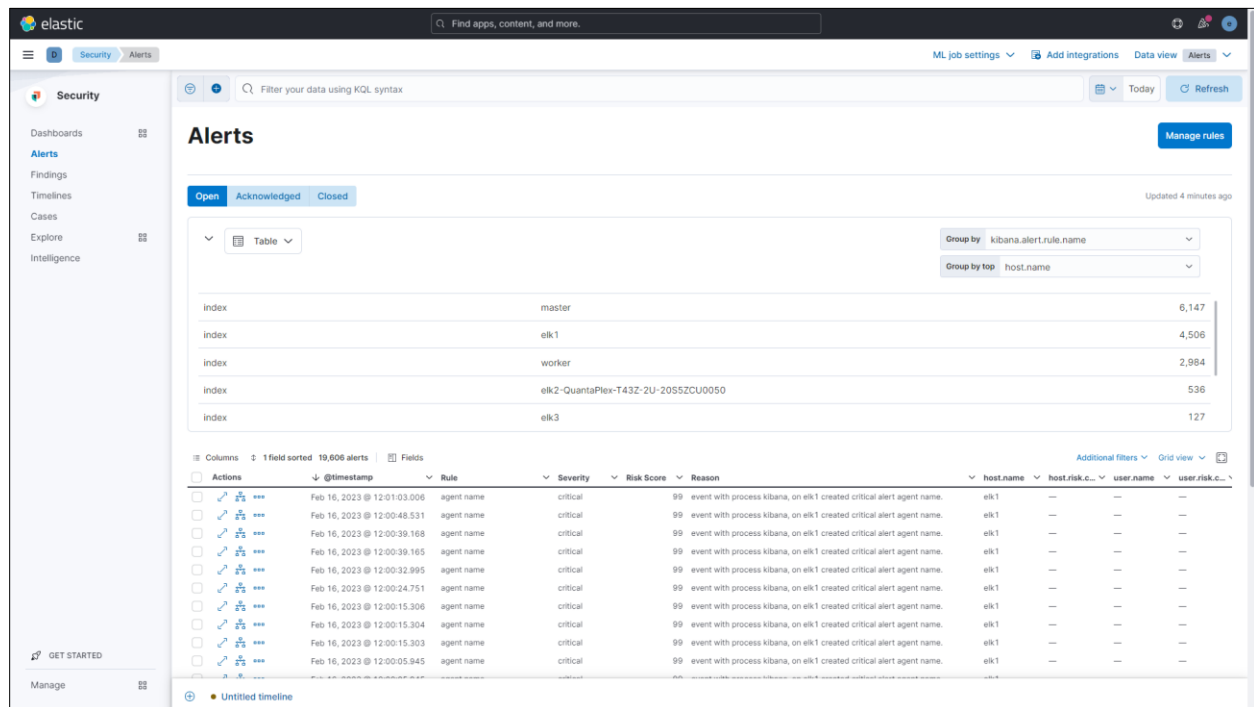 elastic
Find apps, content, and more.
e
D Security Alerts
ML job settings Add integrations Data view Alerts
Security
Dashboards
Alerts
Findings
Timelines
Cases
Explore
Intelligence
GET STARTED
Manage
Filter your data using KQL syntax
Today Refresh
Alerts
Manage rules
Open Acknowledged Closed
Updated 4 minutes ago
Table
Group by kibana.alert.rule.name
Group by top host.name
index master 6,147
index elk1 4,506
index worker 2,984
index elk2-QuantaPlex-T43Z-2U-20S5ZCU0050 536
index elk3 127
Columns 1 field sorted 19,606 alerts Fields
Additional filters Grid view
Actions @timestamp Rule Severity Risk Score Reason host.name host.risk.c... user.name user.risk.c...
Feb 16, 2023 @ 12:01:03.006 agent name critical 99 event with process kibana, on elk1 created critical alert agent name. elk1 — — —
Feb 16, 2023 @ 12:00:48.531 agent name critical 99 event with process kibana, on elk1 created critical alert agent name. elk1 — — —
Feb 16, 2023 @ 12:00:39.168 agent name critical 99 event with process kibana, on elk1 created critical alert agent name. elk1 — — —
Feb 16, 2023 @ 12:00:39.165 agent name critical 99 event with process kibana, on elk1 created critical alert agent name. elk1 — — —
Feb 16, 2023 @ 12:00:32.995 agent name critical 99 event with process kibana, on elk1 created critical alert agent name. elk1 — — —
Feb 16, 2023 @ 12:00:24.751 agent name critical 99 event with process kibana, on elk1 created critical alert agent name. elk1 — — —
Feb 16, 2023 @ 12:00:15.306 agent name critical 99 event with process kibana, on elk1 created critical alert agent name. elk1 — — —
Feb 16, 2023 @ 12:00:15.304 agent name critical 99 event with process kibana, on elk1 created critical alert agent name. elk1 — — —
Feb 16, 2023 @ 12:00:15.303 agent name critical 99 event with process kibana, on elk1 created critical alert agent name. elk1 — — —
Feb 16, 2023 @ 12:00:05.945 agent name critical 99 event with process kibana, on elk1 created critical alert agent name. elk1 — — —
Untitled timeline